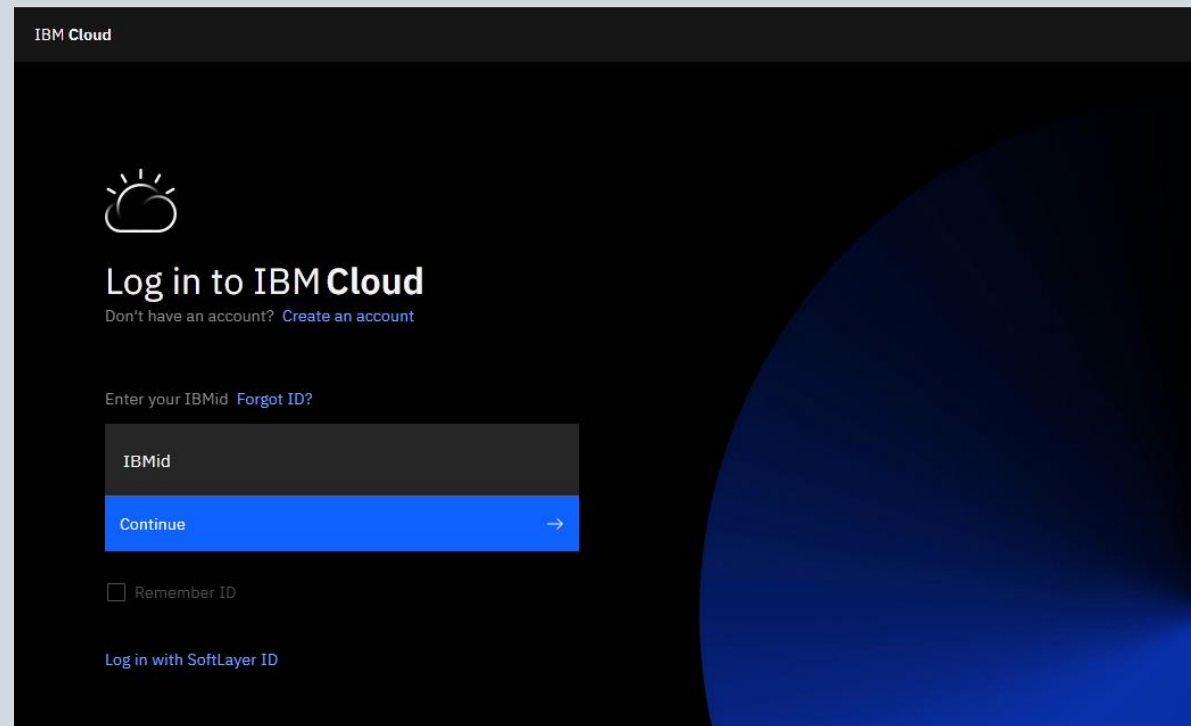 IBM Cloud
Log in to IBM Cloud
Don't have an account? Create an account
Enter your IBMid Forgot ID?
IBMid
Continue
Remember ID
Log in with SoftLayer ID